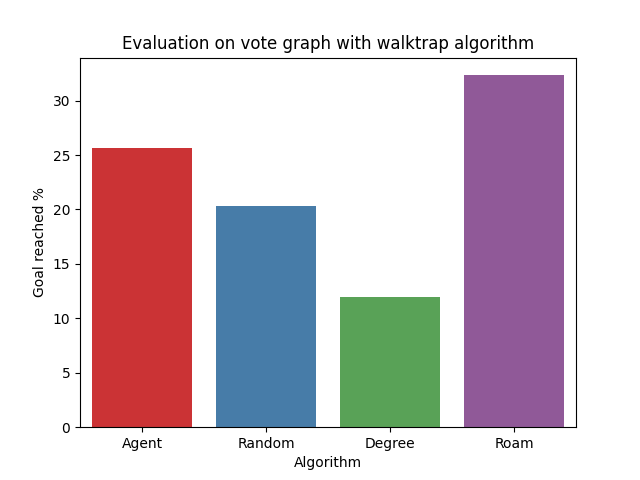 Evaluation on vote graph with walktrap algorithm
Goal reached %
30
25
20
15
10
5
0
Agent Random Degree Roam
Algorithm